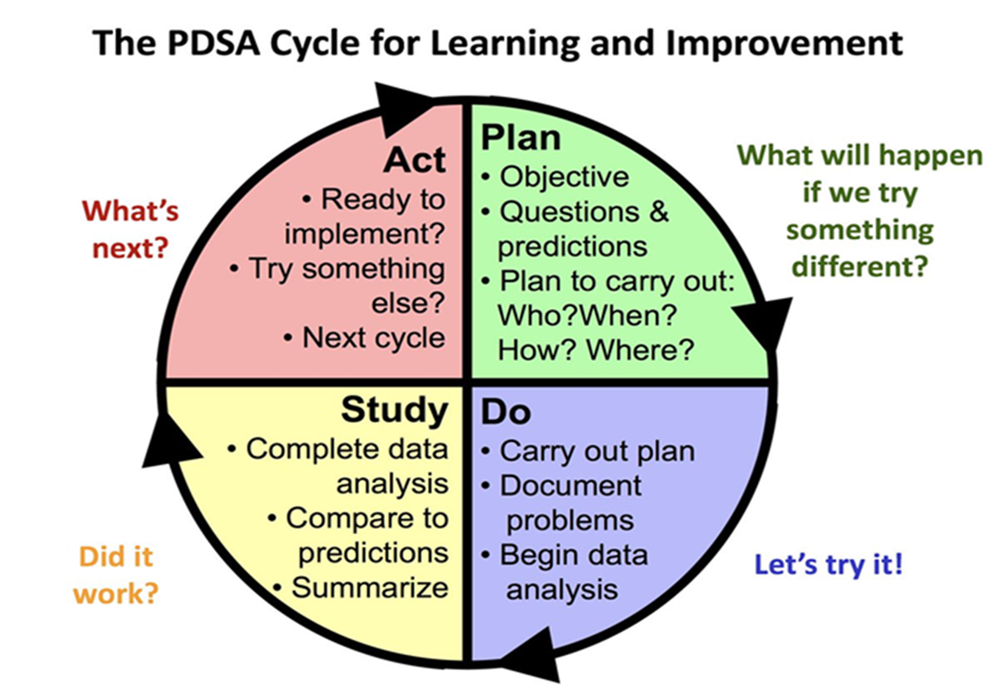 The PDSA Cycle for Learning and Improvement
Plan
• Objective
• Questions &
predictions
• Plan to carry out:
Who?When?
How? Where?
What will happen
if we try
something
different?
Do
• Carry out plan
• Document
problems
• Begin data
analysis
Let's try it!
Study
• Complete data
analysis
• Compare to
predictions
• Summarize
Did it
work?
Act
• Ready to
implement?
• Try something
else?
• Next cycle
What's
next?